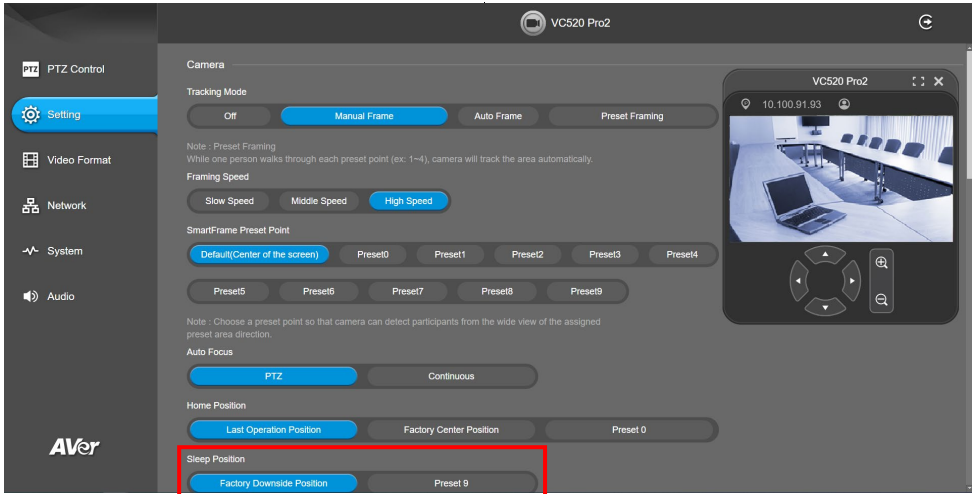 VC520 Pro2
PTZ PTZ Control
Setting
Video Format
Network
System
Audio
AVer
Camera
Tracking Mode
Off Manual Frame Auto Frame Preset Framing
Note : Preset Framing
While one person walks through each preset point (ex: 1~4), camera will track the area automatically.
Framing Speed
Slow Speed Middle Speed High Speed
SmartFrame Preset Point
Default(Center of the screen) Preset0 Preset1 Preset2 Preset3 Preset4
Preset5 Preset6 Preset7 Preset8 Preset9
Note : Choose a preset point so that camera can detect participants from the wide view of the assigned
preset area direction.
Auto Focus
PTZ Continuous
Home Position
Last Operation Position Factory Center Position Preset 0
Sleep Position
Factory Downside Position Preset 9
VC520 Pro2
10.100.91.93